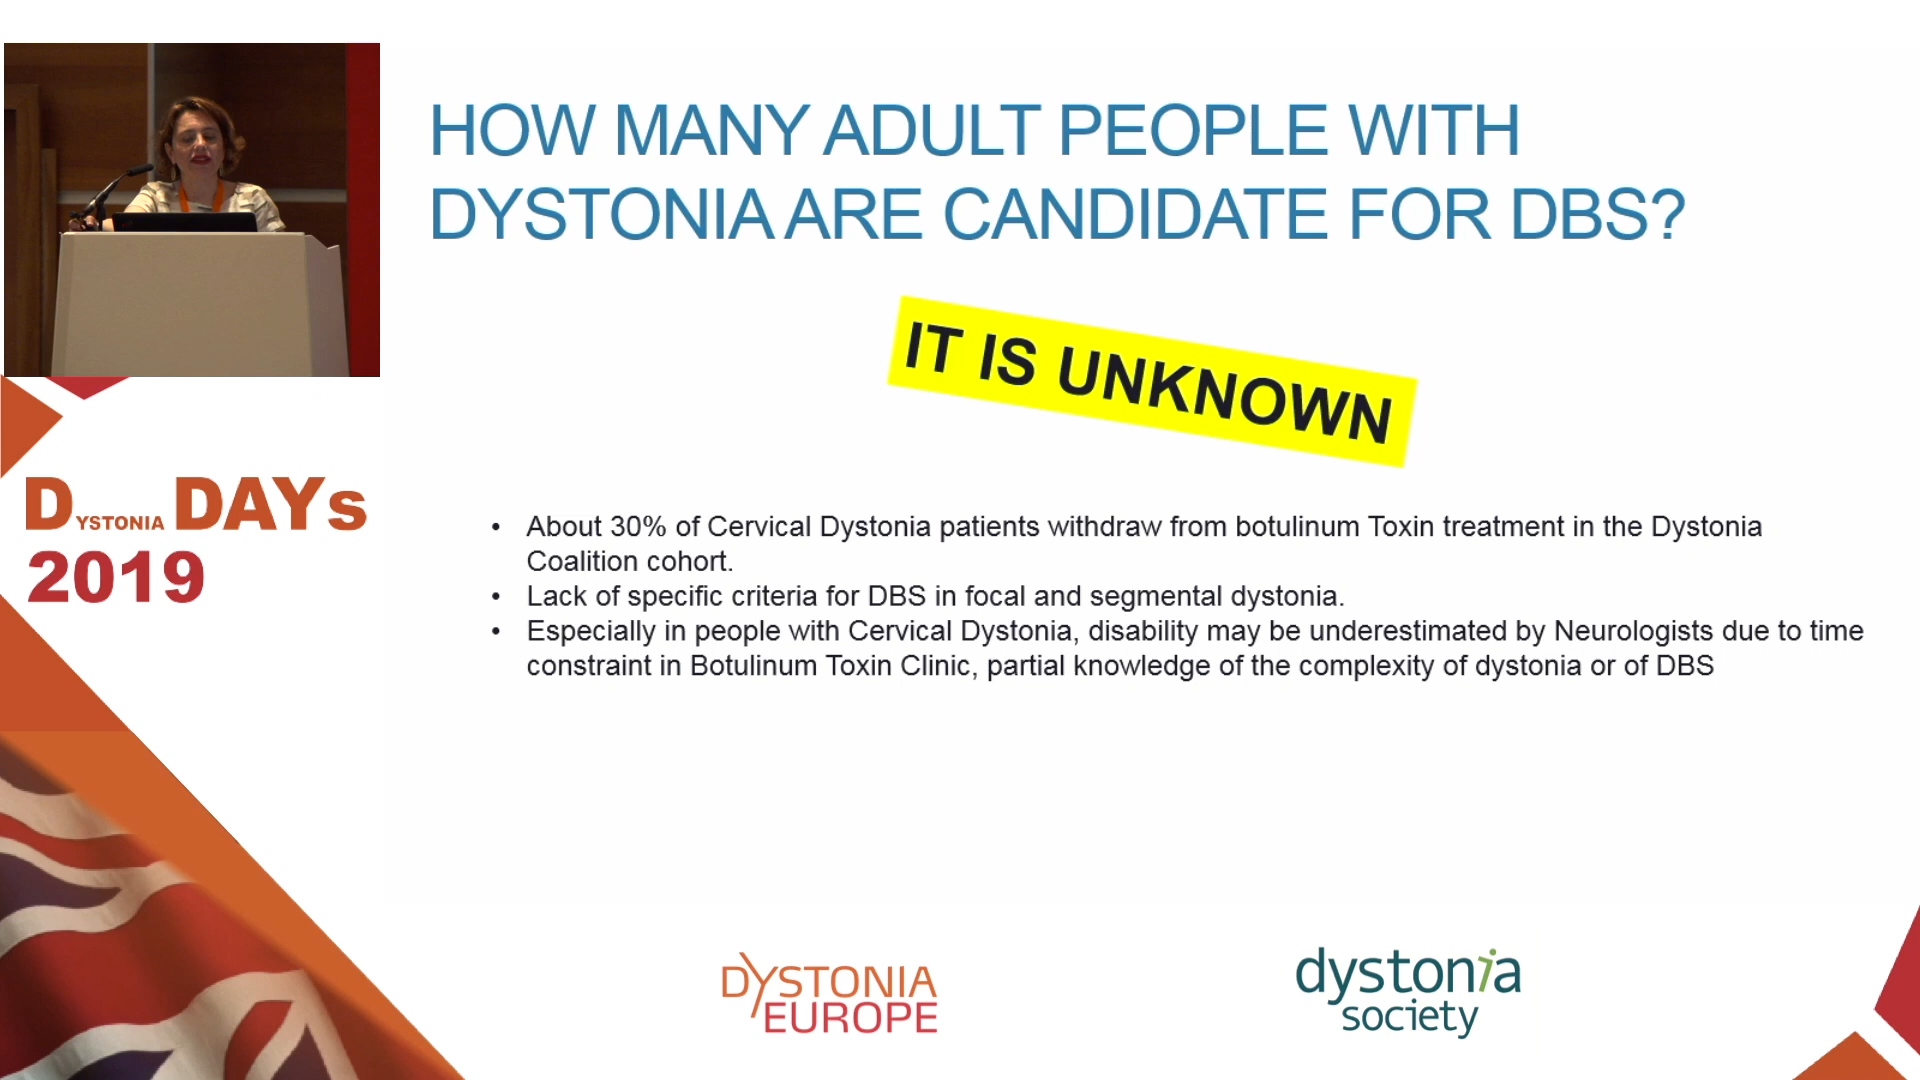 HOW MANY ADULT PEOPLE WITH
DYSTONIA ARE CANDIDATE FOR DBS?
IT IS UNKNOWN
• About 30% of Cervical Dystonia patients withdraw from botulinum Toxin treatment in the Dystonia
Coalition cohort.
• Lack of specific criteria for DBS in focal and segmental dystonia.
• Especially in people with Cervical Dystonia, disability may be underestimated by Neurologists due to time
constraint in Botulinum Toxin Clinic, partial knowledge of the complexity of dystonia or of DBS
DYSTONIA DAYs
2019
DYSTONIA
EUROPE
dystonia
society